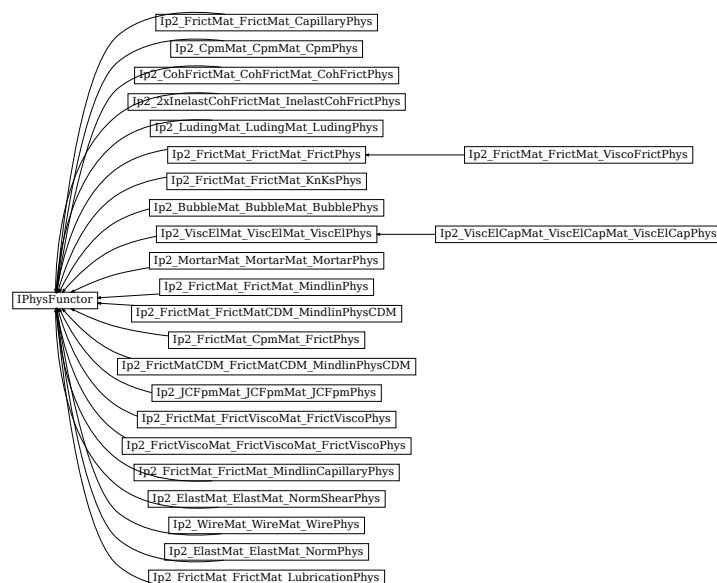 Ip2_FrictMat_FrictMat_CapillaryPhys
Ip2_CpmMat_CpmMat_CpmPhys
Ip2_CohFrictMat_CohFrictMat_CohFrictPhys
Ip2_2xInelastCohFrictMat_InelastCohFrictPhys
Ip2_LudingMat_LudingMat_LudingPhys
Ip2_FrictMat_FrictMat_FrictPhys
Ip2_FrictMat_FrictMat_ViscoFrictPhys
Ip2_FrictMat_FrictMat_KnKsPhys
Ip2_BubbleMat_BubbleMat_BubblePhys
Ip2_ViscElMat_ViscElMat_ViscElPhys
Ip2_ViscElCapMat_ViscElCapMat_ViscElCapPhys
Ip2_MortarMat_MortarMat_MortarPhys
Ip2_FrictMat_FrictMat_MindlinPhys
IPhysFunctor
Ip2_FrictMat_FrictMatCDM_MindlinPhysCDM
Ip2_FrictMat_CpmMat_FrictPhys
Ip2_FrictMatCDM_FrictMatCDM_MindlinPhysCDM
Ip2_JCFpmMat_JCFpmMat_JCFpmPhys
Ip2_FrictMat_FrictViscoMat_FrictViscoPhys
Ip2_FrictViscoMat_FrictViscoMat_FrictViscoPhys
Ip2_FrictMat_FrictMat_MindlinCapillaryPhys
Ip2_ElastMat_ElastMat_NormShearPhys
Ip2_WireMat_WireMat_WirePhys
Ip2_ElastMat_ElastMat_NormPhys
Ip2_FrictMat_FrictMat_LubricationPhys